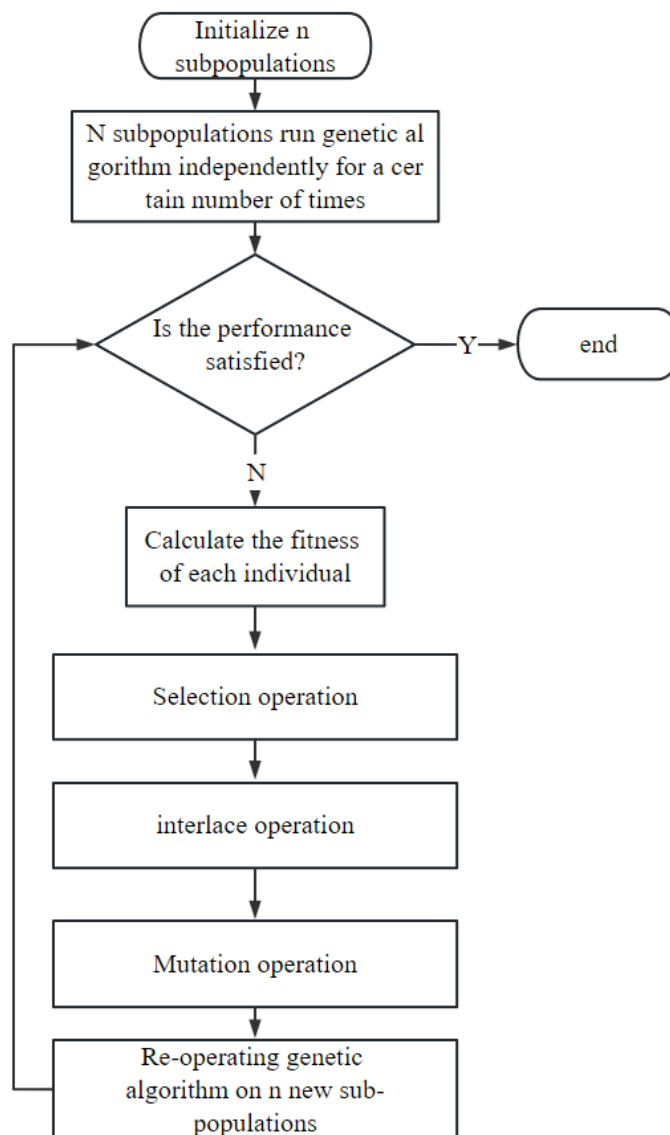 Initialize n
subpopulations
N subpopulations run genetic al
gorithm independently for a cer
tain number of times
Is the performance
satisfied?
Y
end
N
Calculate the fitness
of each individual
Selection operation
interlace operation
Mutation operation
Re-operating genetic
algorithm on n new sub-
populations